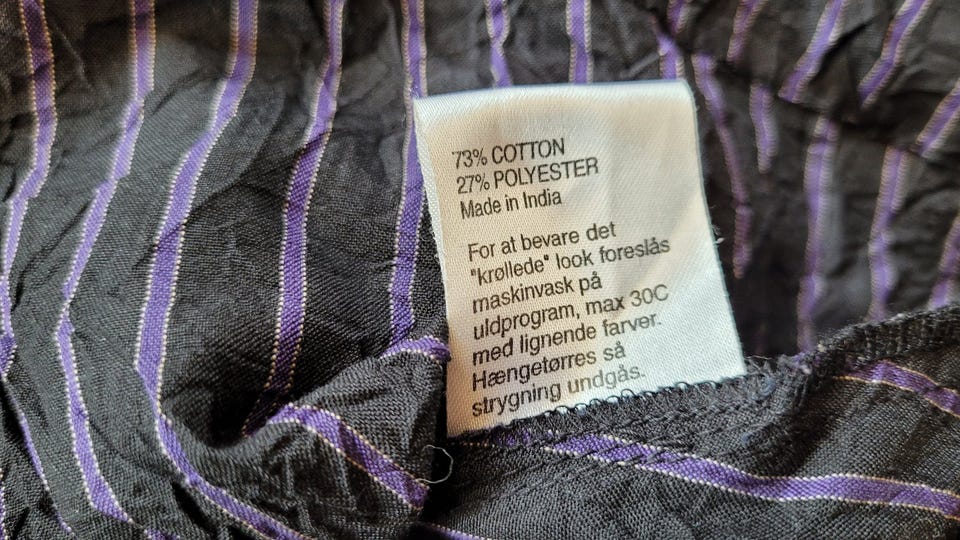 73% COTTON
27% POLYESTER
Made in India
For at bevare det
"krøllede" look foreslås
maskinvask på
uldprogram, max 30C
med lignende farver.
Hængetørres så
strygning undgås.